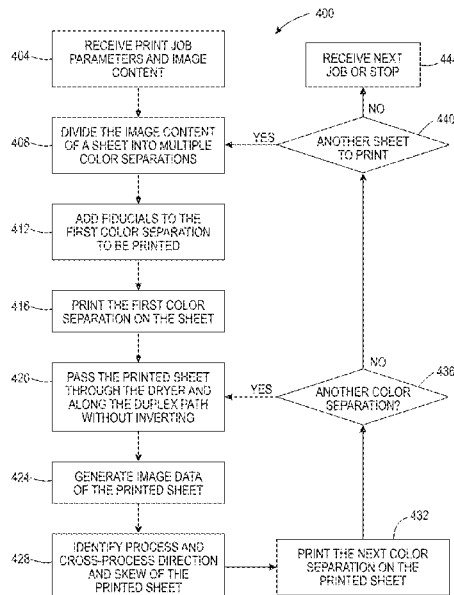 400
404
RECEIVE PRINT JOB
PARAMETERS AND IMAGE
CONTENT
408
DIVIDE THE IMAGE CONTENT
OF A SHEET INTO MULTIPLE
COLOR SEPARATIONS
412
ADD FIDUCIALS TO THE
FIRST COLOR SEPARATION
TO BE PRINTED
416
PRINT THE FIRST COLOR
SEPARATION ON THE SHEET
420
PASS THE PRINTED SHEET
THROUGH THE DRYER AND
ALONG THE DUPLEX PATH
WITHOUT INVERTING
424
GENERATE IMAGE DATA
OF THE PRINTED SHEET
428
IDENTIFY PROCESS AND
CROSS-PROCESS DIRECTION
AND SKEW OF THE
PRINTED SHEET
432
PRINT THE NEXT COLOR
SEPARATION ON THE
PRINTED SHEET
436
ANOTHER COLOR
SEPARATION?
YES
NO
440
ANOTHER SHEET
TO PRINT
YES
NO
444
RECEIVE NEXT
JOB OR STOP